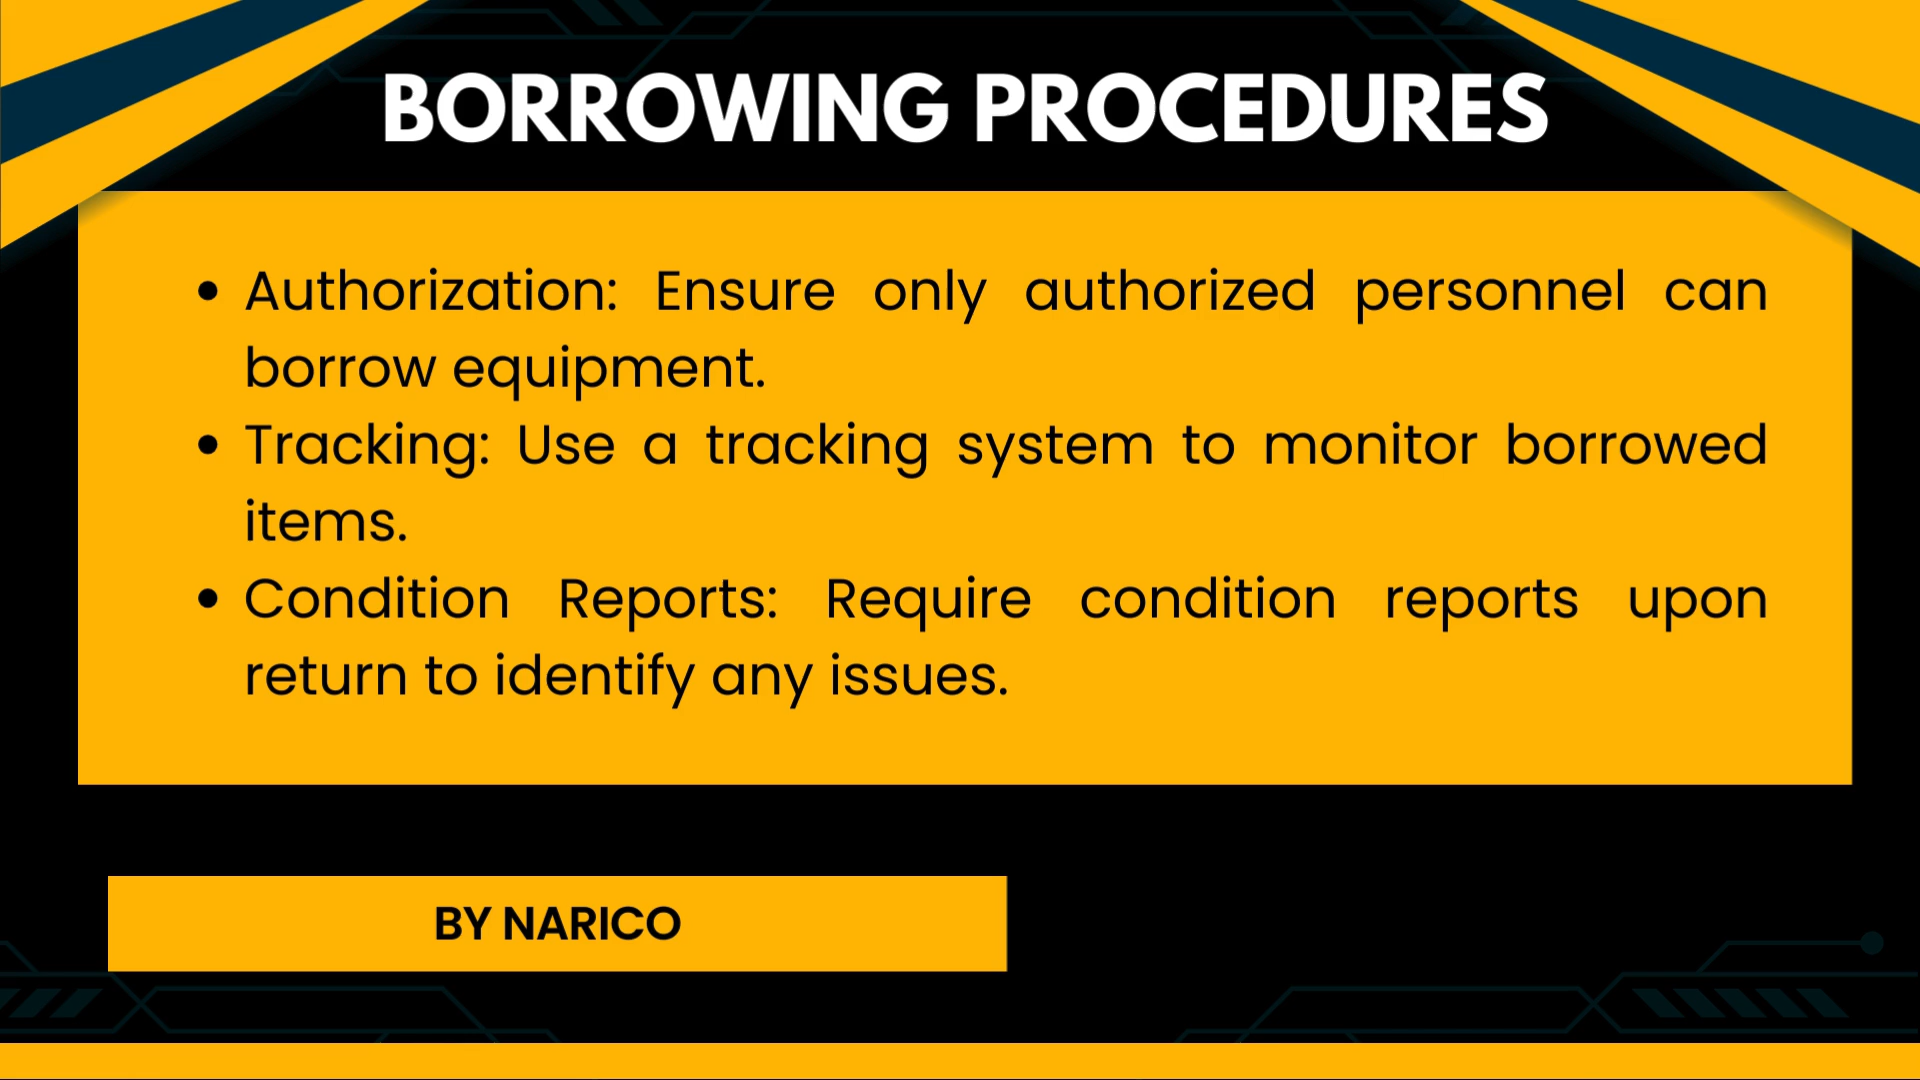 BORROWING PROCEDURES
• Authorization: Ensure only authorized personnel can
borrow equipment.
• Tracking: Use a tracking system to monitor borrowed
items.
• Condition Reports: Require condition reports upon
return to identify any issues.
BY NARICO